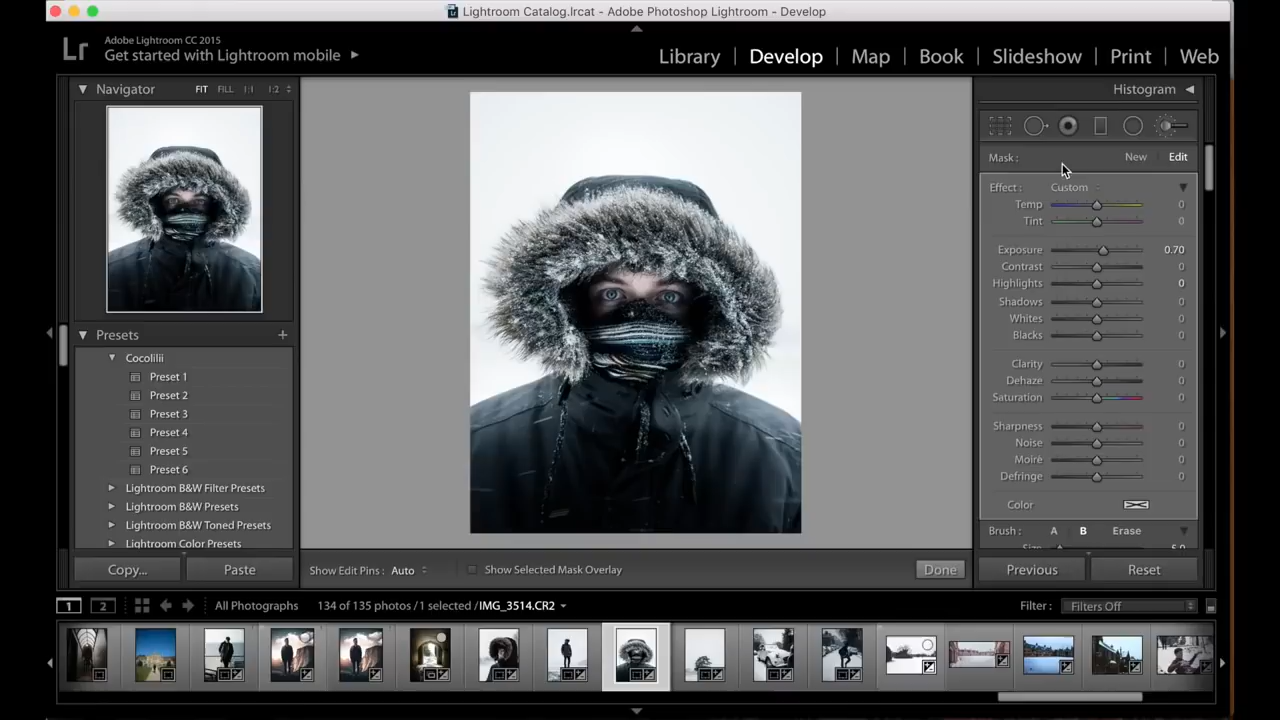 Lightroom Catalog.lrcat - Adobe Photoshop Lightroom - Develop
Lr
Adobe Lightroom CC 2015
Get started with Lightroom mobile
Library | Develop | Map | Book | Slideshow | Print | Web
Navigator FIT FILL 1:1 1:2
Histogram
Mask : New Edit
Effect : Custom
Temp 0
Tint 0
Exposure 0.70
Contrast 0
Highlights 0
Shadows 0
Whites 0
Blacks 0
Clarity 0
Dehaze 0
Saturation 0
Sharpness 0
Noise 0
Moiré 0
Defringe 0
Color
Brush : A B Erase
Size 5.0
Presets +
Cocolilii
Preset 1
Preset 2
Preset 3
Preset 4
Preset 5
Preset 6
Lightroom B&W Filter Presets
Lightroom B&W Presets
Lightroom B&W Toned Presets
Lightroom Color Presets
Copy... Paste
Show Edit Pins : Auto Show Selected Mask Overlay Done
Previous Reset
1 2 All Photographs 134 of 135 photos / 1 selected / IMG_3514.CR2 Filter : Filters Off